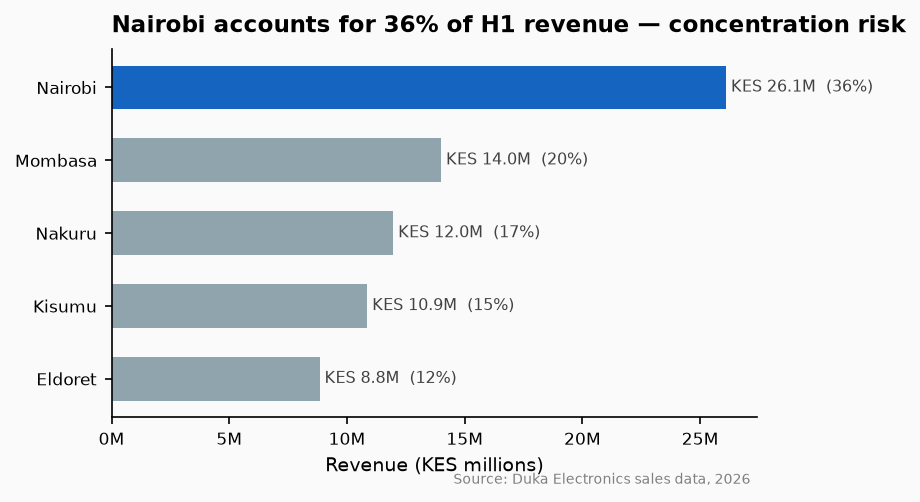 Nairobi accounts for 36% of H1 revenue — concentration risk
Nairobi KES 26.1M (36%)
Mombasa KES 14.0M (20%)
Nakuru KES 12.0M (17%)
Kisumu KES 10.9M (15%)
Eldoret KES 8.8M (12%)
0M 5M 10M 15M 20M 25M
Revenue (KES millions)
Source: Duka Electronics sales data, 2026